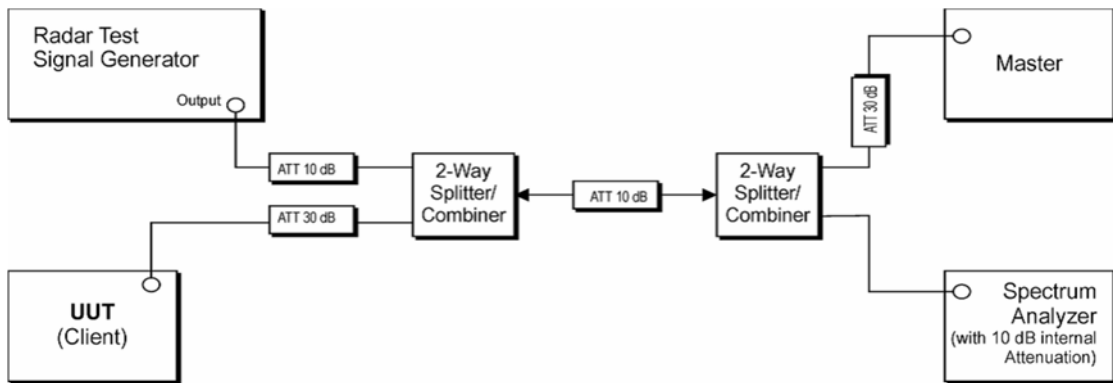 Radar Test
Signal Generator
Output
ATT 10 dB
2-Way
Splitter/
Combiner
ATT 30 dB
ATT 10 dB
2-Way
Splitter/
Combiner
ATT 30 dB
Master
UUT
(Client)
Spectrum
Analyzer
(with 10 dB internal
Attenuation)